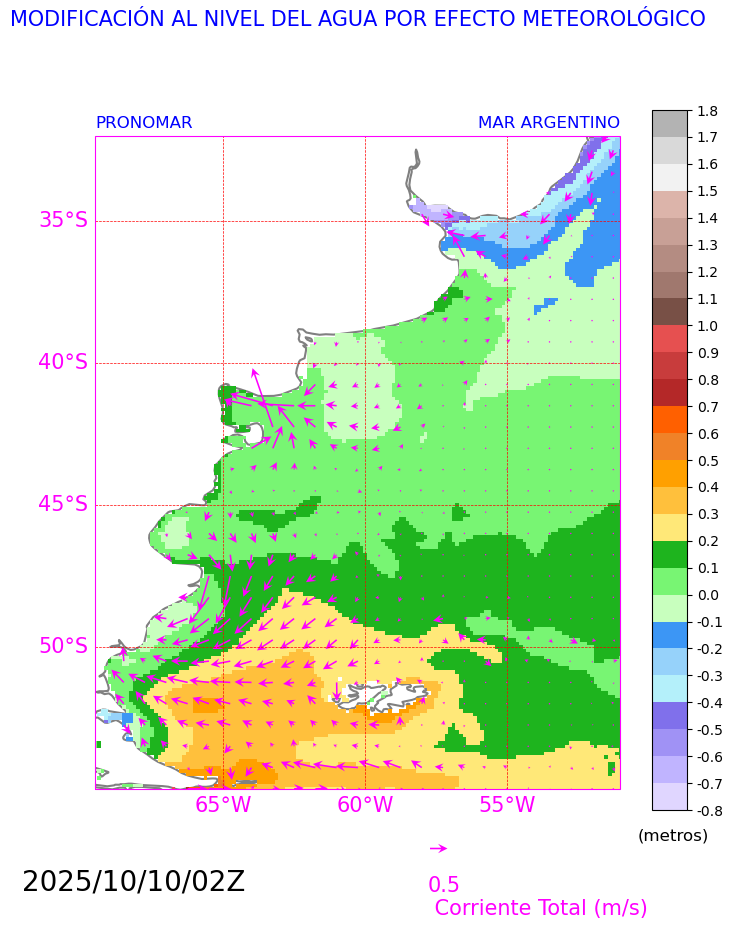 MODIFICACIÓN AL NIVEL DEL AGUA POR EFECTO METEOROLÓGICO
PRONOMAR
MAR ARGENTINO
35°S
40°S
45°S
50°S
65°W
60°W
55°W
1.8
1.7
1.6
1.5
1.4
1.3
1.2
1.1
1.0
0.9
0.8
0.7
0.6
0.5
0.4
0.3
0.2
0.1
0.0
-0.1
-0.2
-0.3
-0.4
-0.5
-0.6
-0.7
-0.8
(metros)
2025/10/10/02Z
0.5
Corriente Total (m/s)